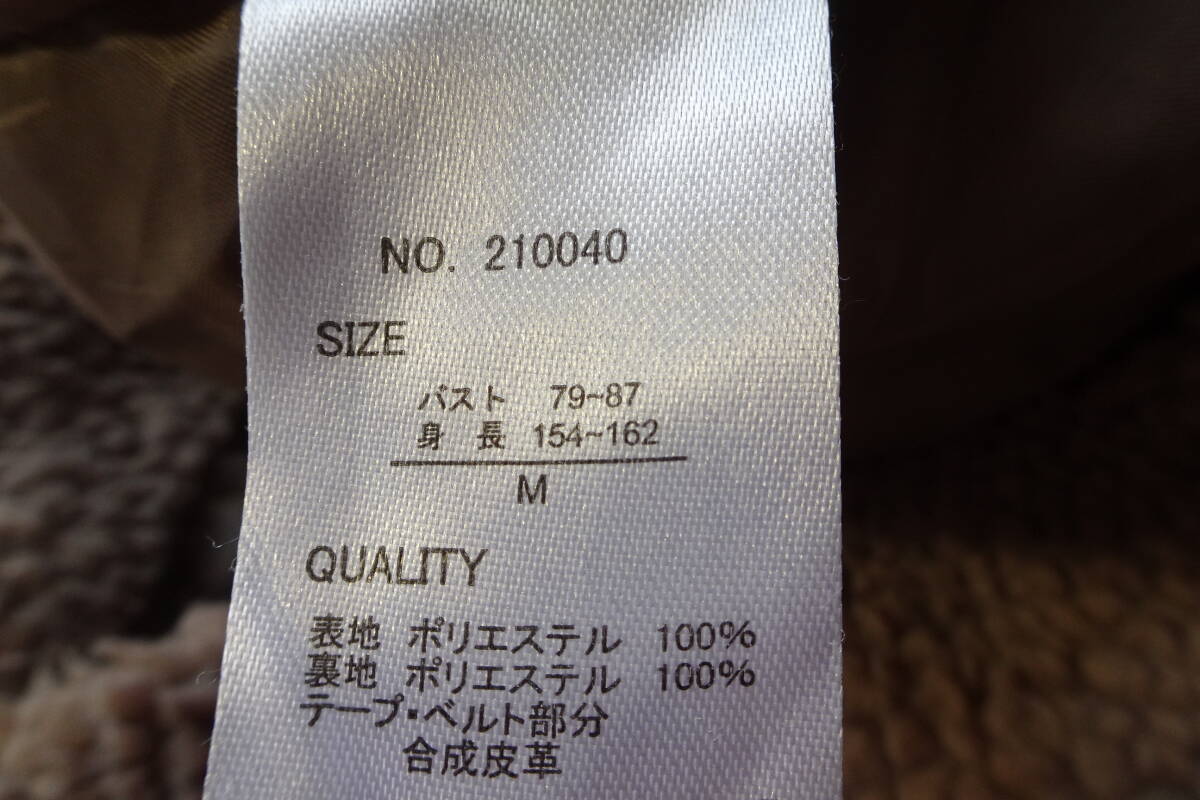 NO. 210040
SIZE
バスト 79~87
身 長 154~162
M
QUALITY
表地 ポリエステル 100%
裏地 ポリエステル 100%
テープ・ベルト部分
合成皮革